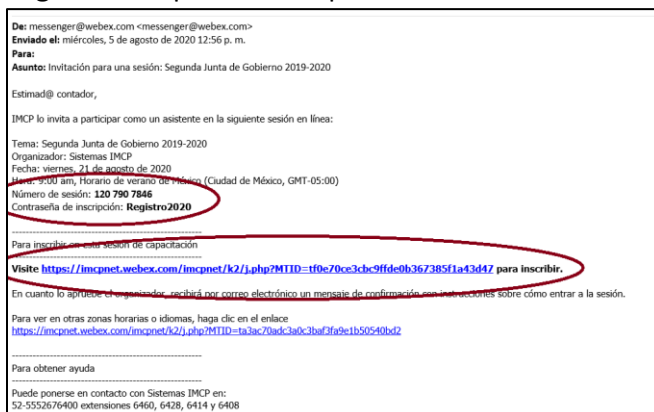 De: messenger@webex.com <messenger@webex.com>
Enviado el: miércoles, 5 de agosto de 2020 12:56 p. m.
Para:
Asunto: Invitación para una sesión: Segunda Junta de Gobierno 2019-2020
Estimad@ contador,
IMCP lo invita a participar como un asistente en la siguiente sesión en línea:
Tema: Segunda Junta de Gobierno 2019-2020
Organizador: Sistemas IMCP
Fecha: viernes, 21 de agosto de 2020
Hora: 9:00 am, Horario de verano de México (Ciudad de México, GMT-05:00)
Número de sesión: 120 790 7846
Contraseña de inscripción: Registro2020
-------------------------------------------------------
Para inscribir en esta sesión de capacitación
-------------------------------------------------------
Visite https://imcpnet.webex.com/imcpnet/k2/j.php?MTID=tf0e70ce3cbc9ffde0b367385f1a43d47 para inscribir.
En cuanto lo apruebe el organizador, recibirá por correo electrónico un mensaje de confirmación con instrucciones sobre cómo entrar a la sesión.
Para ver en otras zonas horarias o idiomas, haga clic en el enlace
https://imcpnet.webex.com/imcpnet/k2/j.php?MTID=ta3ac70adc3a0c3baf3fa9e1b50540bd2
-------------------------------------------------------
Para obtener ayuda
-------------------------------------------------------
Puede ponerse en contacto con Sistemas IMCP en:
52-5552676400 extensiones 6460, 6428, 6414 y 6408